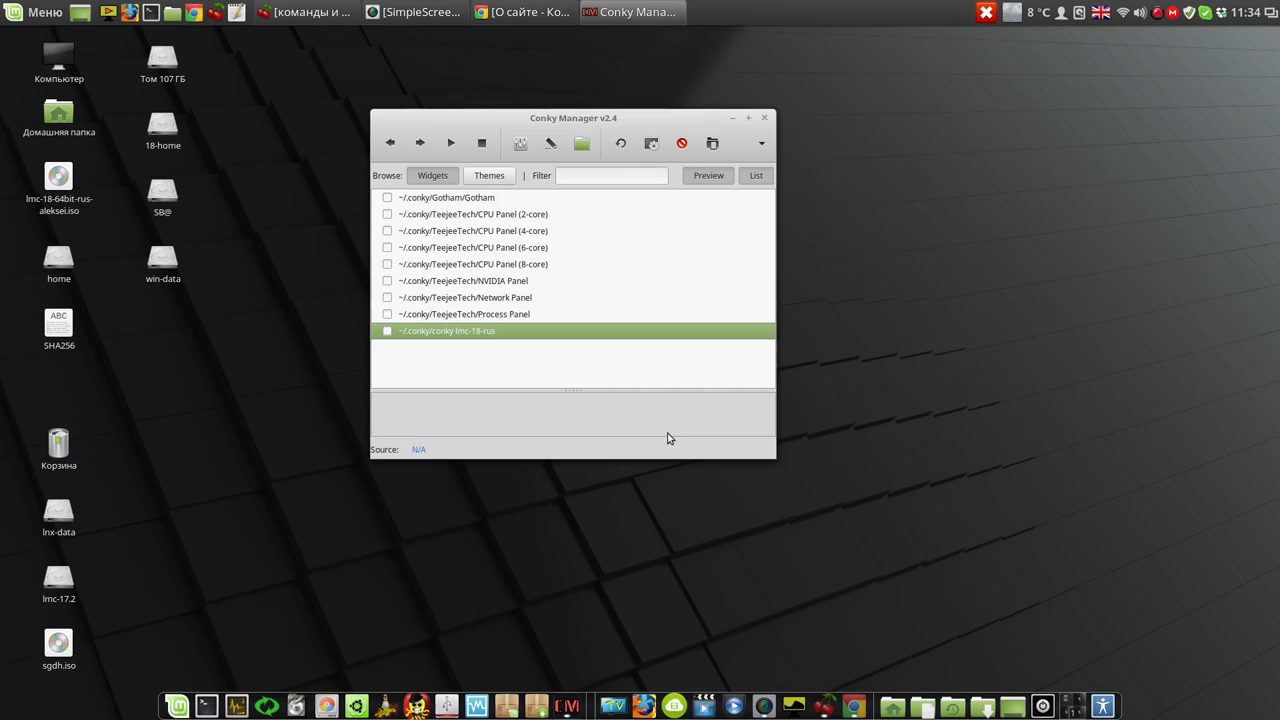 Меню
[команды и ...
[SimpleScree...
[О сайте - Ко...
Conky Mana...
8 °C
11:34
Компьютер
Том 107 ГБ
Домашняя папка
18-home
lmc-18-64bit-rus-
aleksei.iso
SB@
home
win-data
ABC
SHA256
Корзина
lnx-data
lmc-17.2
sgdh.iso
Conky Manager v2.4
Browse:
Widgets
Themes
|
Filter
Preview
List
~/.conky/Gotham/Gotham
~/.conky/TeejeeTech/CPU Panel (2-core)
~/.conky/TeejeeTech/CPU Panel (4-core)
~/.conky/TeejeeTech/CPU Panel (6-core)
~/.conky/TeejeeTech/CPU Panel (8-core)
~/.conky/TeejeeTech/NVIDIA Panel
~/.conky/TeejeeTech/Network Panel
~/.conky/TeejeeTech/Process Panel
~/.conky/conky lmc-18-rus
Source:
N/A
TV